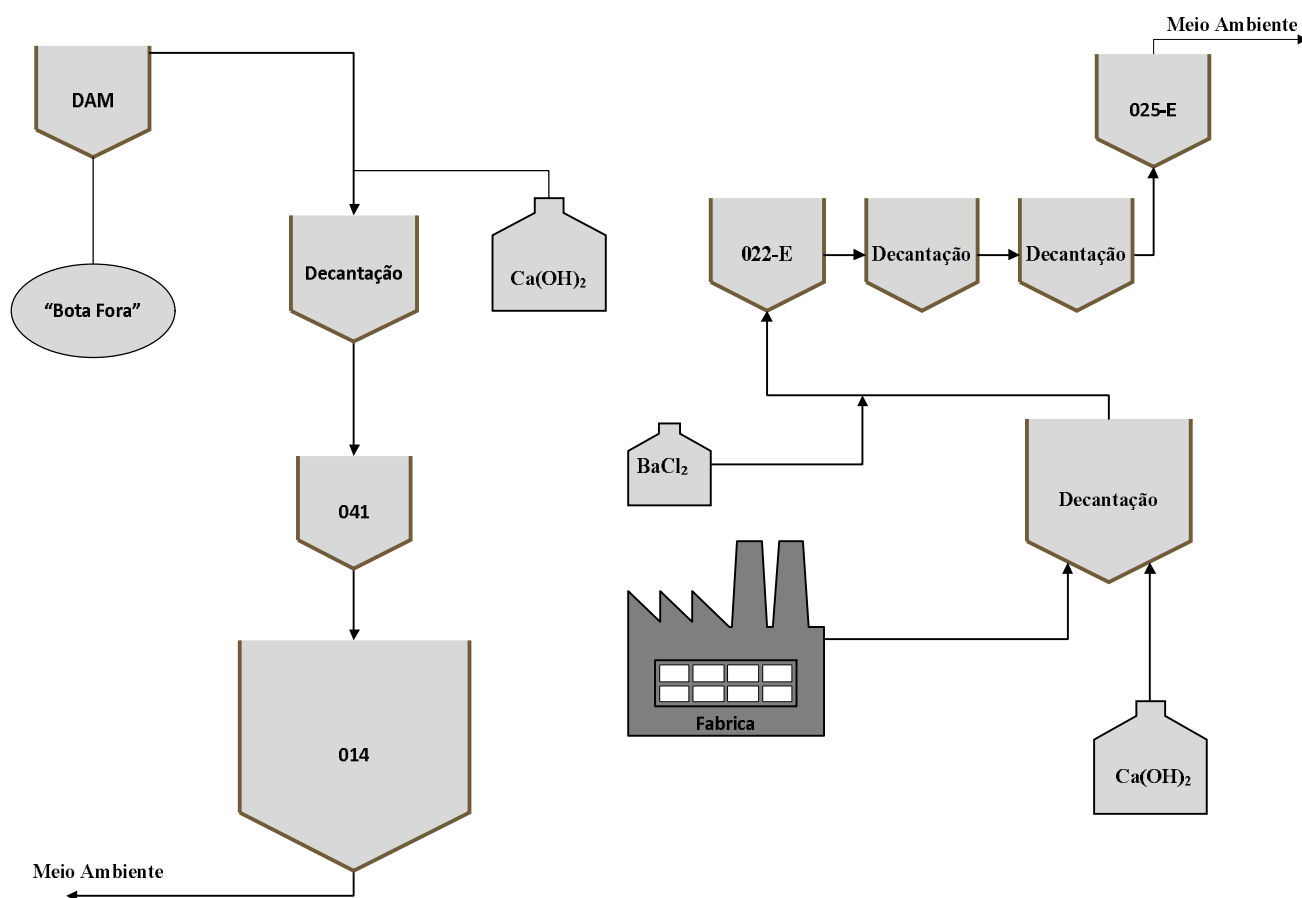 Meio Ambiente
DAM
025-E
Decantação
Ca(OH)₂
022-E
Decantação
Decantação
“Bota Fora”
BaCl₂
Decantação
041
Fabrica
014
Ca(OH)₂
Meio Ambiente